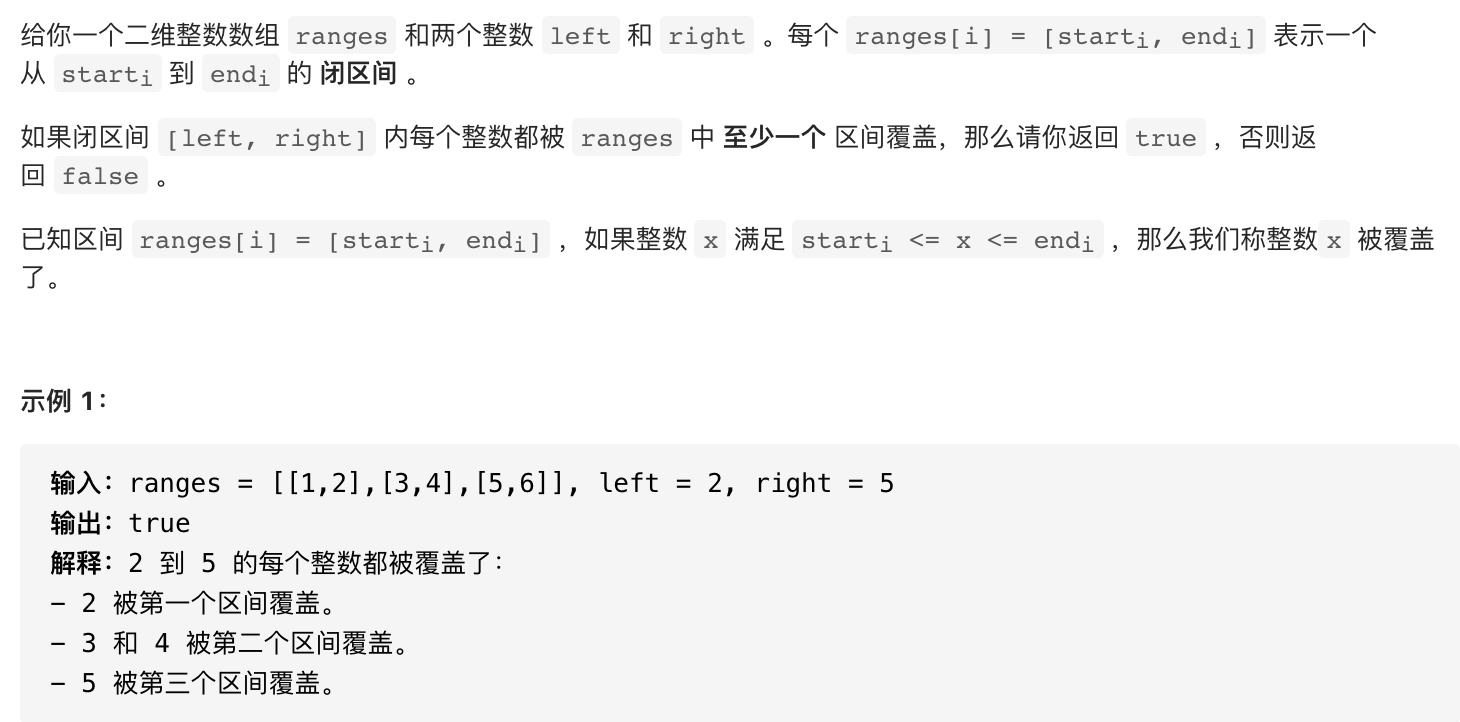 给你一个二维整数数组 ranges 和两个整数 left 和 right 。每个 ranges[i] = [starti, endi] 表示一个
从 starti 到 endi 的 闭区间 。
如果闭区间 [left, right] 内每个整数都被 ranges 中 至少一个 区间覆盖，那么请你返回 true ，否则返
回 false 。
已知区间 ranges[i] = [starti, endi] ，如果整数 x 满足 starti <= x <= endi ，那么我们称整数x 被覆盖
了。
示例 1：
输入：ranges = [[1,2],[3,4],[5,6]], left = 2, right = 5
输出：true
解释：2 到 5 的每个整数都被覆盖了：
- 2 被第一个区间覆盖。
- 3 和 4 被第二个区间覆盖。
- 5 被第三个区间覆盖。